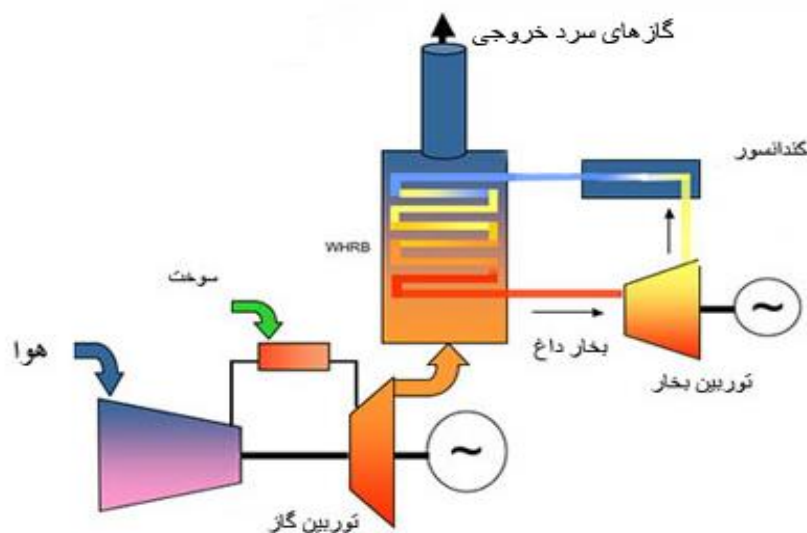 گازهای سرد خروجی
کندانسور
WHRB
سوخت
هوا
بخار داغ
توربین بخار
توربین گاز
~
~